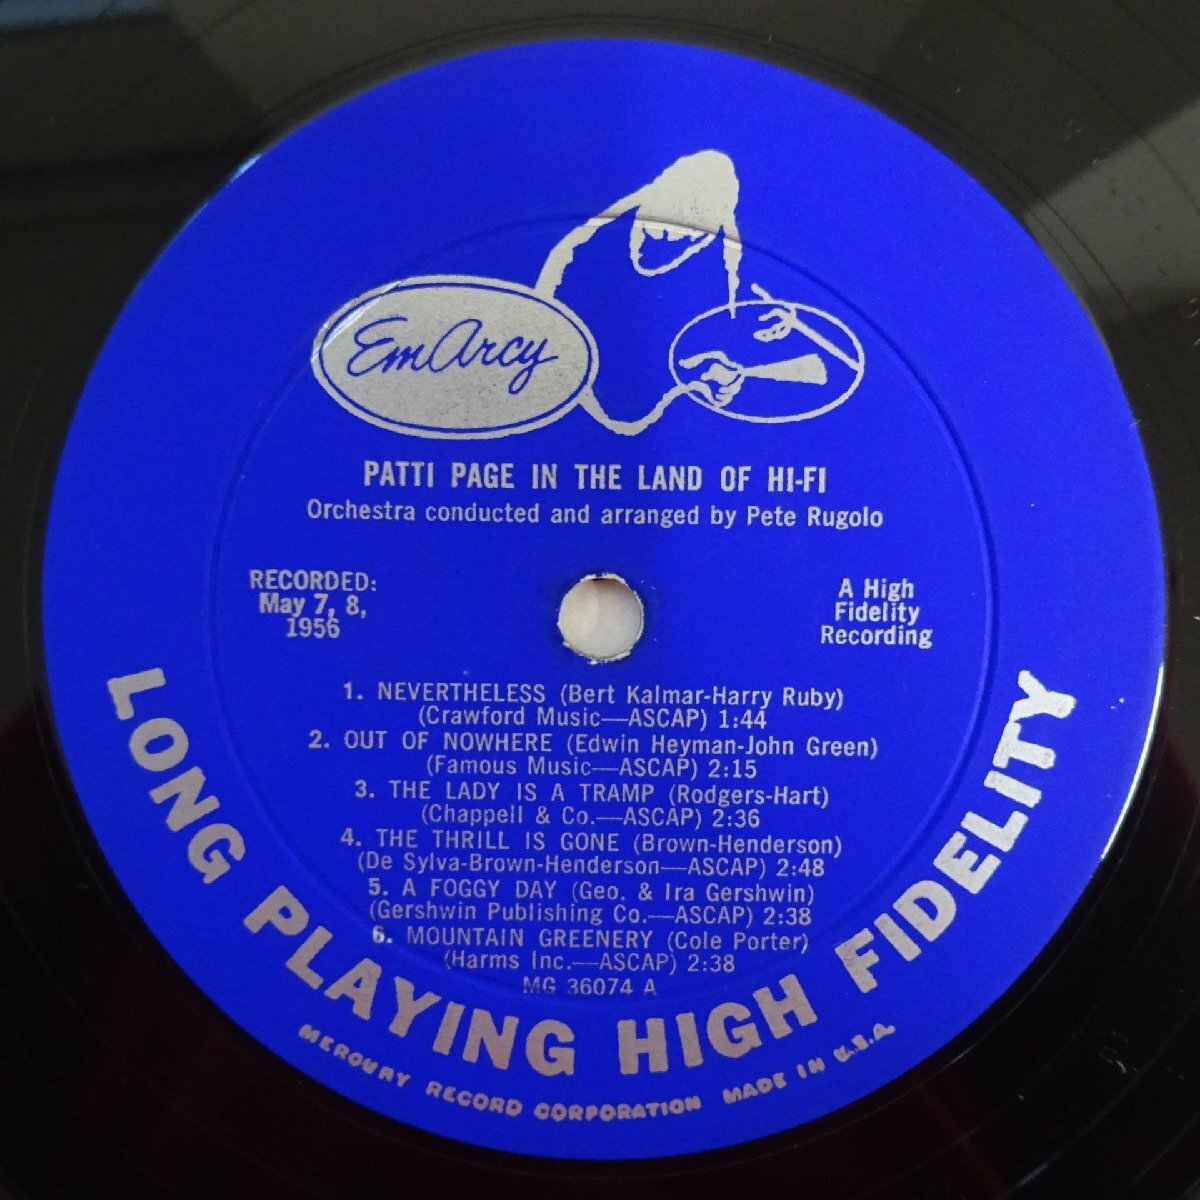 EmArcy
PATTI PAGE IN THE LAND OF HI-FI
Orchestra conducted and arranged by Pete Rugolo
RECORDED:
May 7, 8,
1956
A High
Fidelity
Recording
1. NEVERTHELESS (Bert Kalmar-Harry Ruby)
(Crawford Music—ASCAP) 1:44
2. OUT OF NOWHERE (Edwin Heyman-John Green)
(Famous Music—ASCAP) 2:15
3. THE LADY IS A TRAMP (Rodgers-Hart)
(Chappell & Co.—ASCAP) 2:36
4. THE THRILL IS GONE (Brown-Henderson)
(De Sylva-Brown-Henderson—ASCAP) 2:48
5. A FOGGY DAY (Geo. & Ira Gershwin)
(Gershwin Publishing Co.—ASCAP) 2:38
6. MOUNTAIN GREENERY (Cole Porter)
(Harms Inc.—ASCAP) 2:38
MG 36074 A
LONG PLAYING HIGH FIDELITY
MERCURY RECORD CORPORATION MADE IN U.S.A.